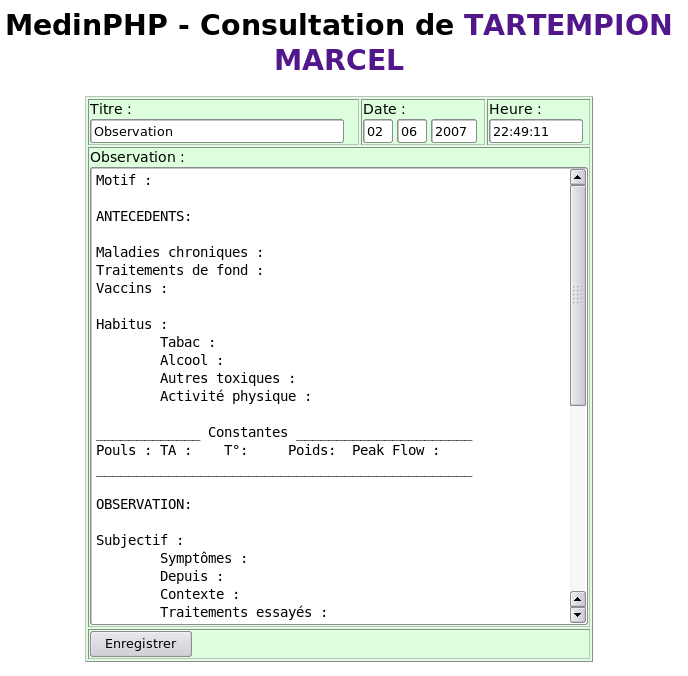 MedinPHP - Consultation de TARTEMPION
MARCEL
Titre :
Date :
Heure :
Observation
02
06
2007
22:49:11
Observation :
Motif :
ANTECEDENTS:
Maladies chroniques :
Traitements de fond :
Vaccins :
Habitus :
Tabac :
Alcool :
Autres toxiques :
Activité physique :
_____________ Constantes ______________________
Pouls : TA :    T°:     Poids:  Peak Flow :
_______________________________________________
OBSERVATION:
Subjectif :
Symptômes :
Depuis :
Contexte :
Traitements essayés :
Enregistrer